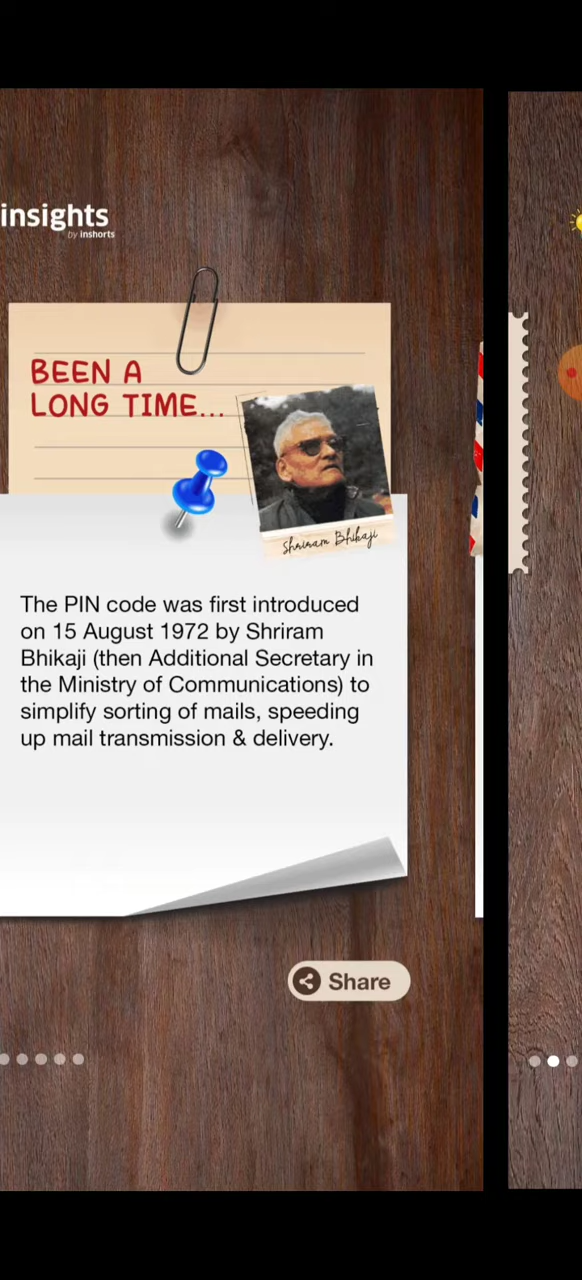 insights
by inshorts
BEEN A
LONG TIME...
Shriram Bhikaji
The PIN code was first introduced
on 15 August 1972 by Shriram
Bhikaji (then Additional Secretary in
the Ministry of Communications) to
simplify sorting of mails, speeding
up mail transmission & delivery.
Share